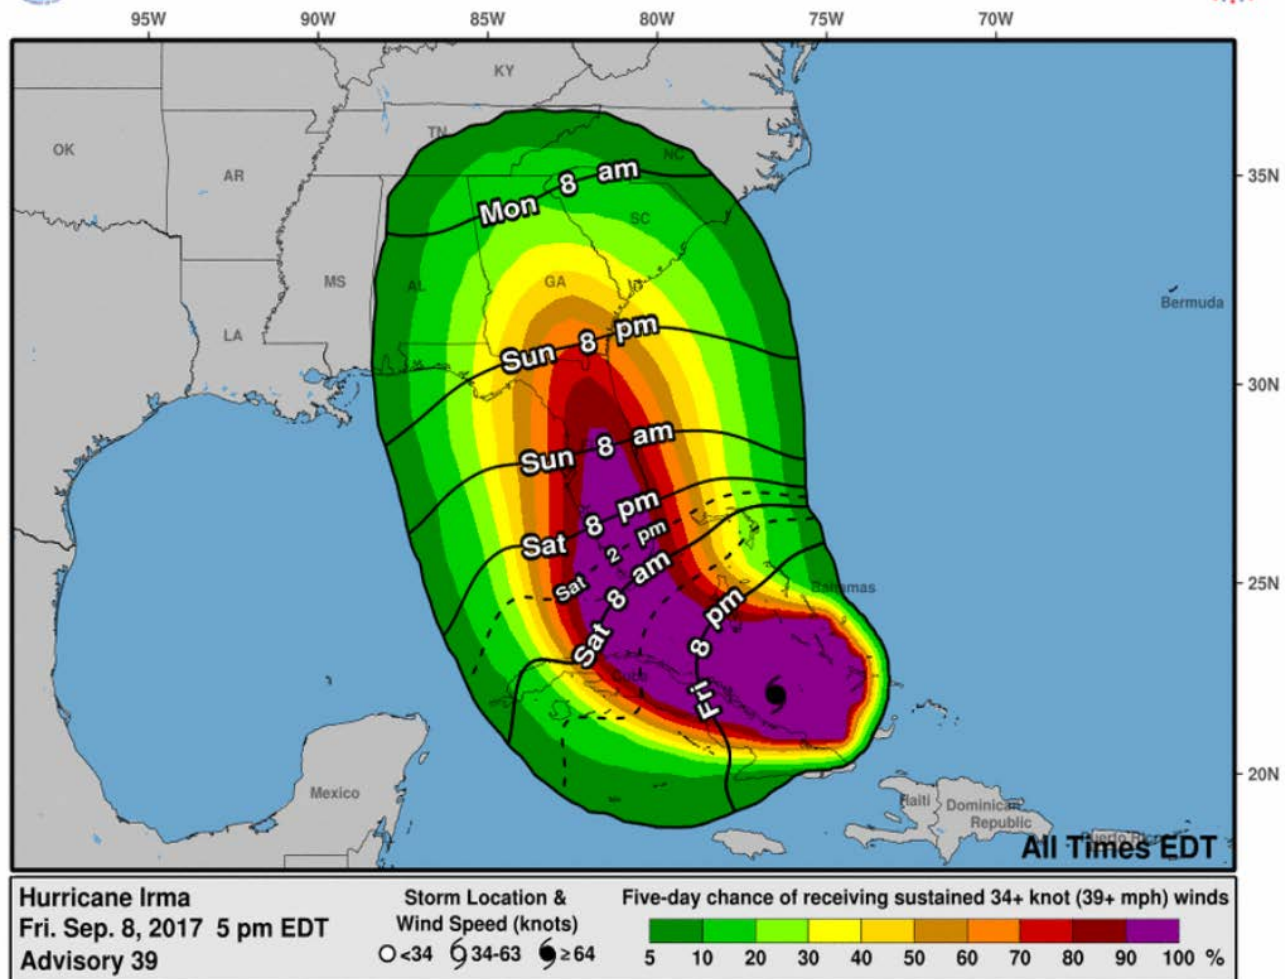 95W 90W 85W 80W 75W 70W
KY
TN
OK
NC
AR
35N
Mon 8 am
SC
MS
AL
GA
Bermuda
LA
Sun 8 pm
30N
Sun 8 am
Sat 8 pm
Sat 2 pm
25N
Bahamas
Sat 8 am
Fri 8 pm
Cuba
20N
Mexico
Haiti
Dominican
Republic
Puerto Rico
All Times EDT
Hurricane Irma
Fri. Sep. 8, 2017 5 pm EDT
Advisory 39
Storm Location &
Wind Speed (knots)
<34 34-63 ≥64
Five-day chance of receiving sustained 34+ knot (39+ mph) winds
5 10 20 30 40 50 60 70 80 90 100 %